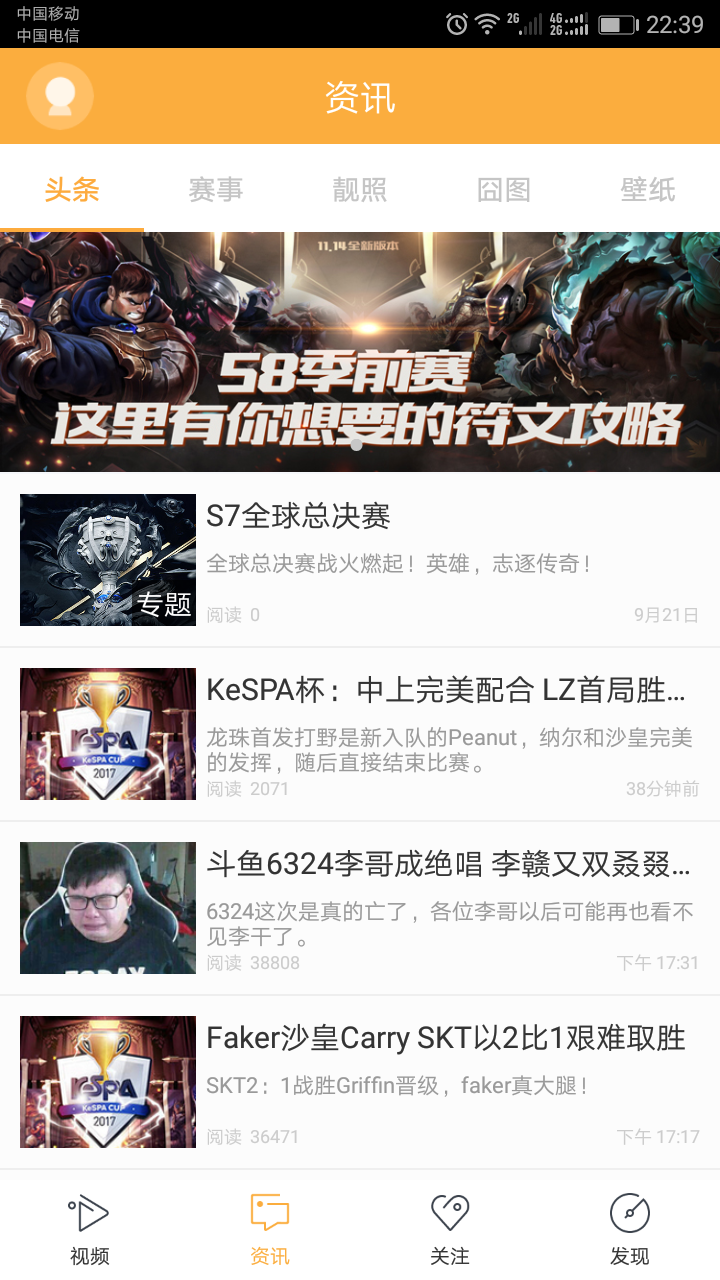 中国移动
中国电信
2G
4G
2G
22:39
资讯
头条
赛事
靓照
囧图
壁纸
11.14全新版本
S8季前赛
这里有你想要的符文攻略
专题
S7全球总决赛
全球总决赛战火燃起！英雄，志逐传奇！
阅读 0
9月21日
KeSPA
KeSPA CUP
2017
KeSPA杯：中上完美配合 LZ首局胜...
龙珠首发打野是新入队的Peanut，纳尔和沙皇完美
的发挥，随后直接结束比赛。
阅读 2071
38分钟前
斗鱼6324李哥成绝唱 李赣又双叒叕...
6324这次是真的亡了，各位李哥以后可能再也看不
见李干了。
阅读 38808
下午 17:31
KeSPA
KeSPA CUP
2017
Faker沙皇Carry SKT以2比1艰难取胜
SKT2：1战胜Griffin晋级，faker真大腿！
阅读 36471
下午 17:17
视频
资讯
关注
发现